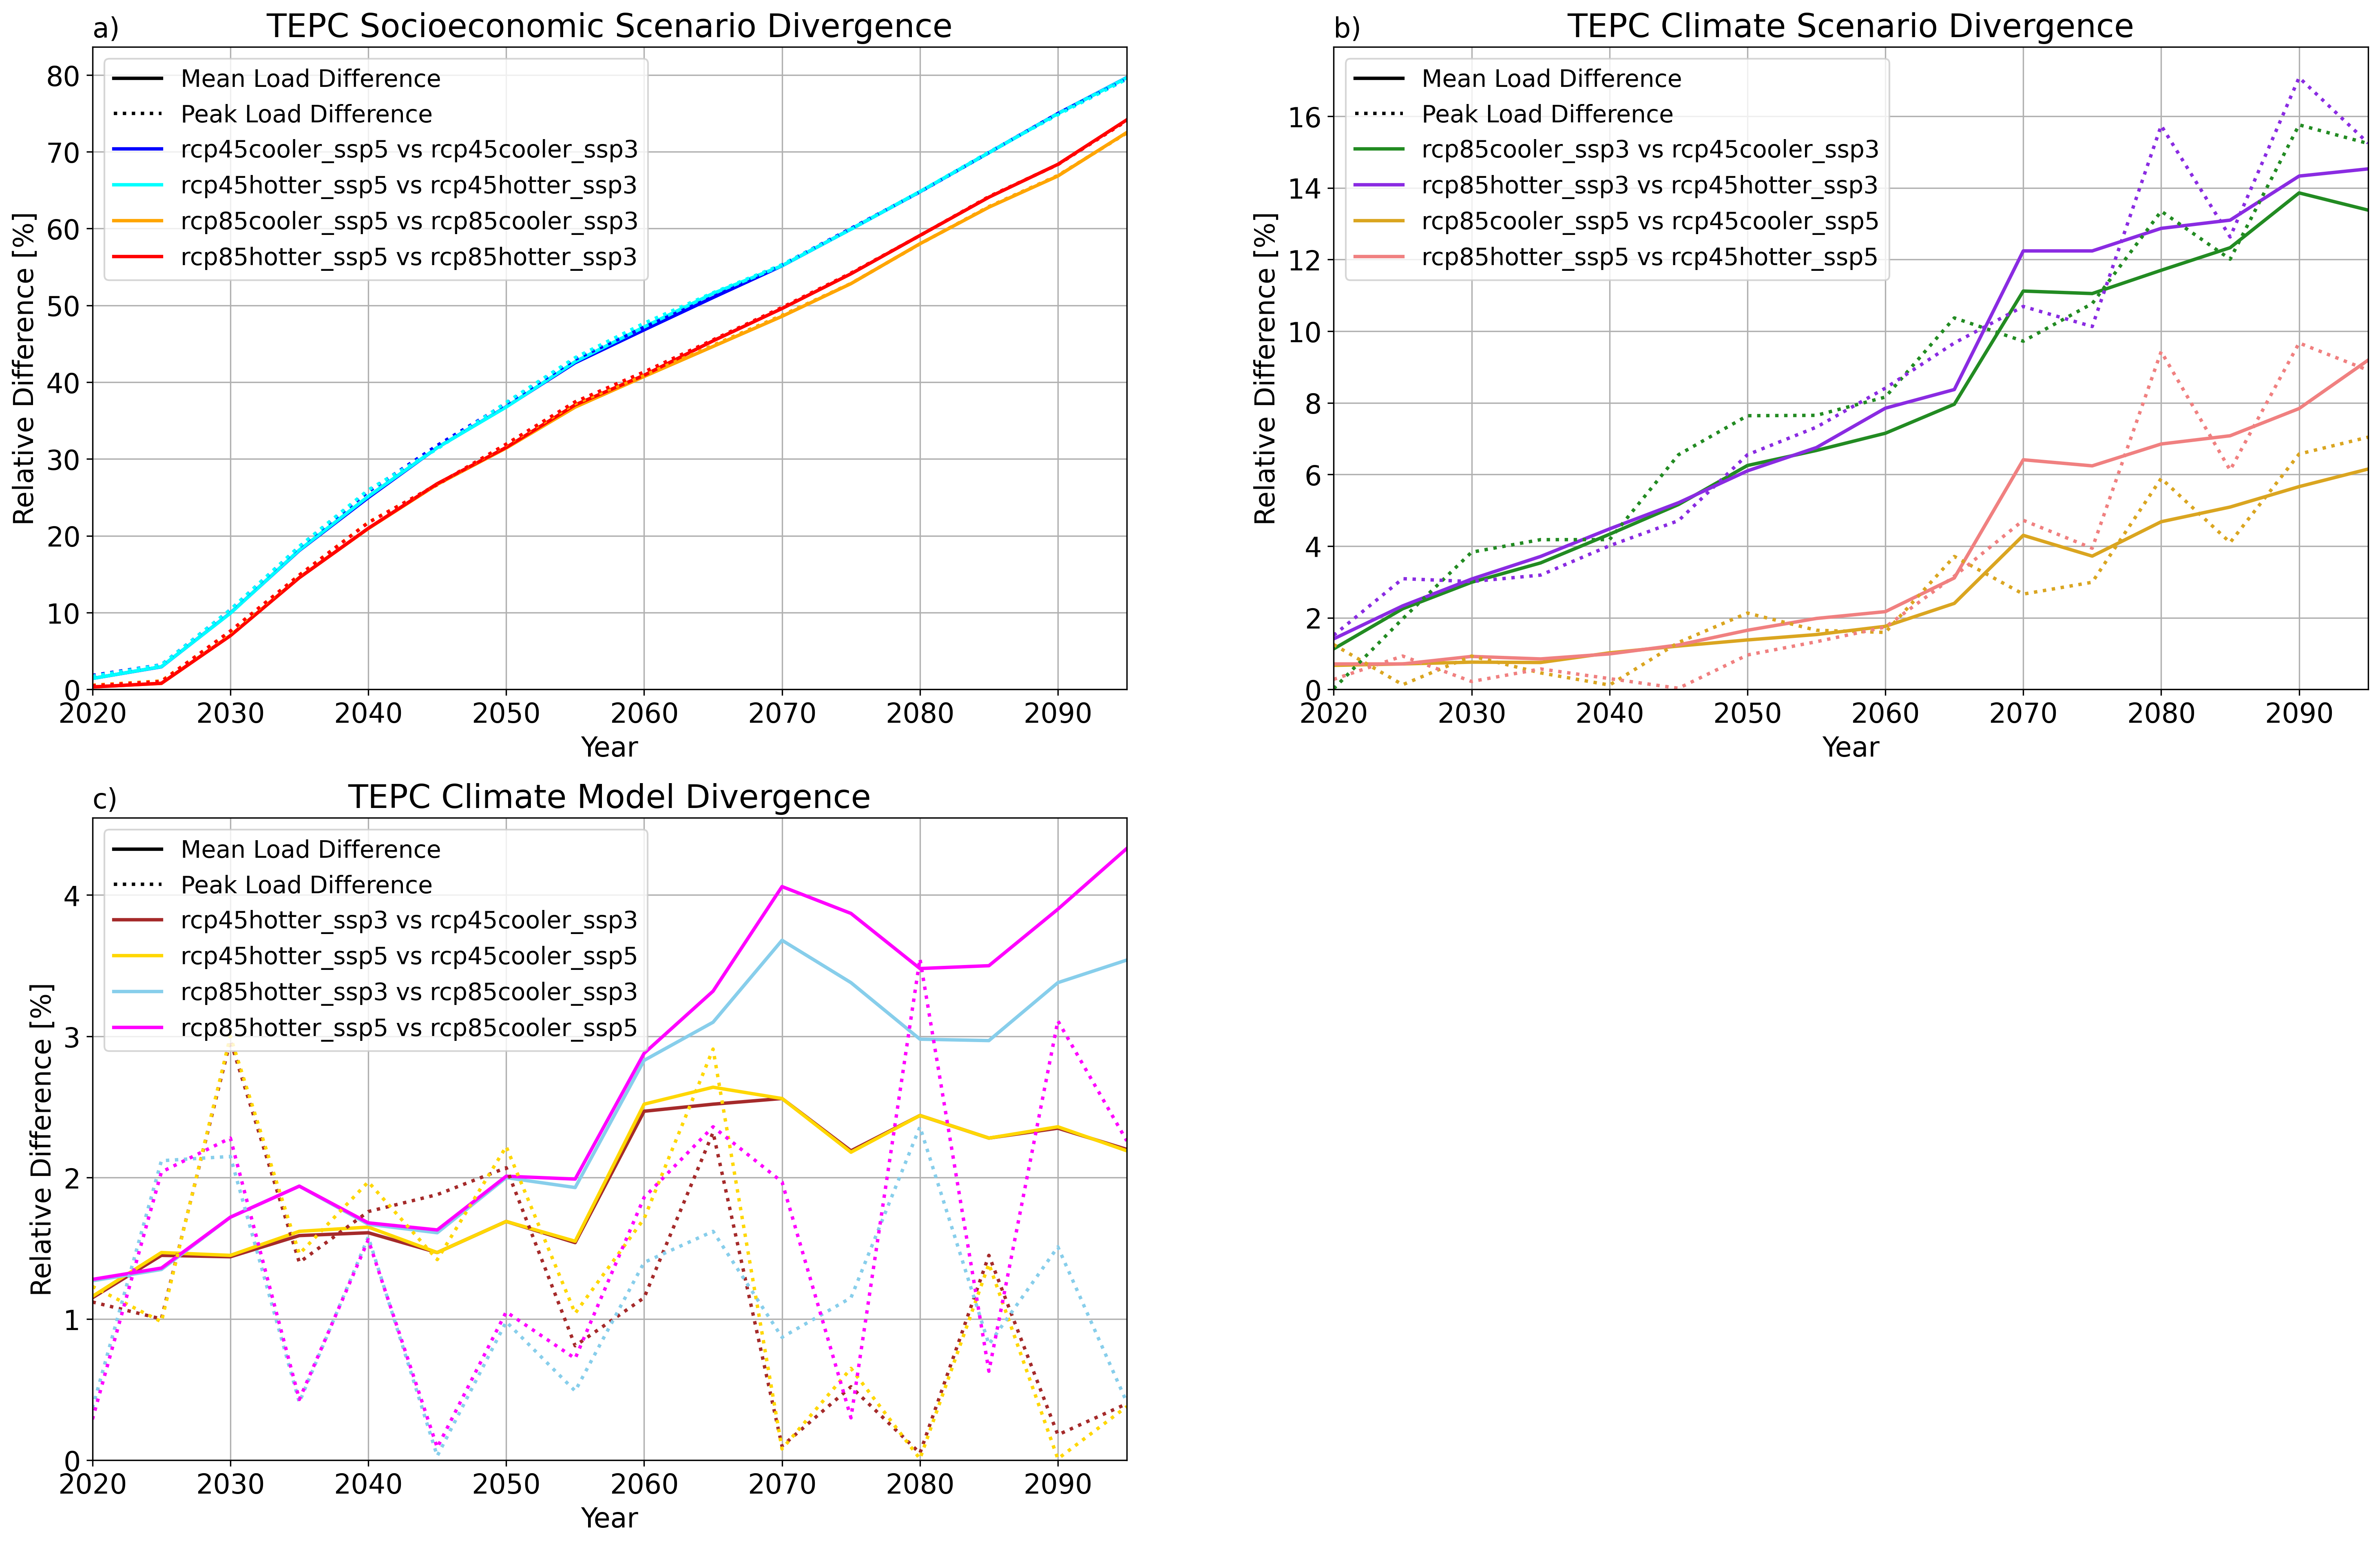 a)
TEPC Socioeconomic Scenario Divergence
Mean Load Difference
Peak Load Difference
rcp45cooler_ssp5 vs rcp45cooler_ssp3
rcp45hotter_ssp5 vs rcp45hotter_ssp3
rcp85cooler_ssp5 vs rcp85cooler_ssp3
rcp85hotter_ssp5 vs rcp85hotter_ssp3
Relative Difference [%]
80
70
60
50
40
30
20
10
0
2020 2030 2040 2050 2060 2070 2080 2090
Year
b)
TEPC Climate Scenario Divergence
Mean Load Difference
Peak Load Difference
rcp85cooler_ssp3 vs rcp45cooler_ssp3
rcp85hotter_ssp3 vs rcp45hotter_ssp3
rcp85cooler_ssp5 vs rcp45cooler_ssp5
rcp85hotter_ssp5 vs rcp45hotter_ssp5
Relative Difference [%]
16
14
12
10
8
6
4
2
0
2020 2030 2040 2050 2060 2070 2080 2090
Year
c)
TEPC Climate Model Divergence
Mean Load Difference
Peak Load Difference
rcp45hotter_ssp3 vs rcp45cooler_ssp3
rcp45hotter_ssp5 vs rcp45cooler_ssp5
rcp85hotter_ssp3 vs rcp85cooler_ssp3
rcp85hotter_ssp5 vs rcp85cooler_ssp5
Relative Difference [%]
4
3
2
1
0
2020 2030 2040 2050 2060 2070 2080 2090
Year